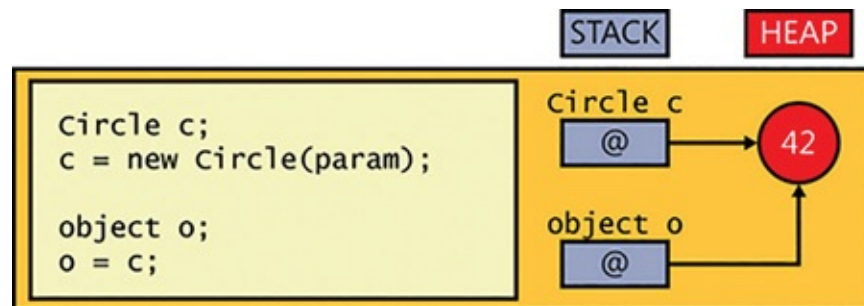 STACK HEAP
Circle c;
c = new Circle(param);
object o;
o = c;
Circle c
@
42
object o
@